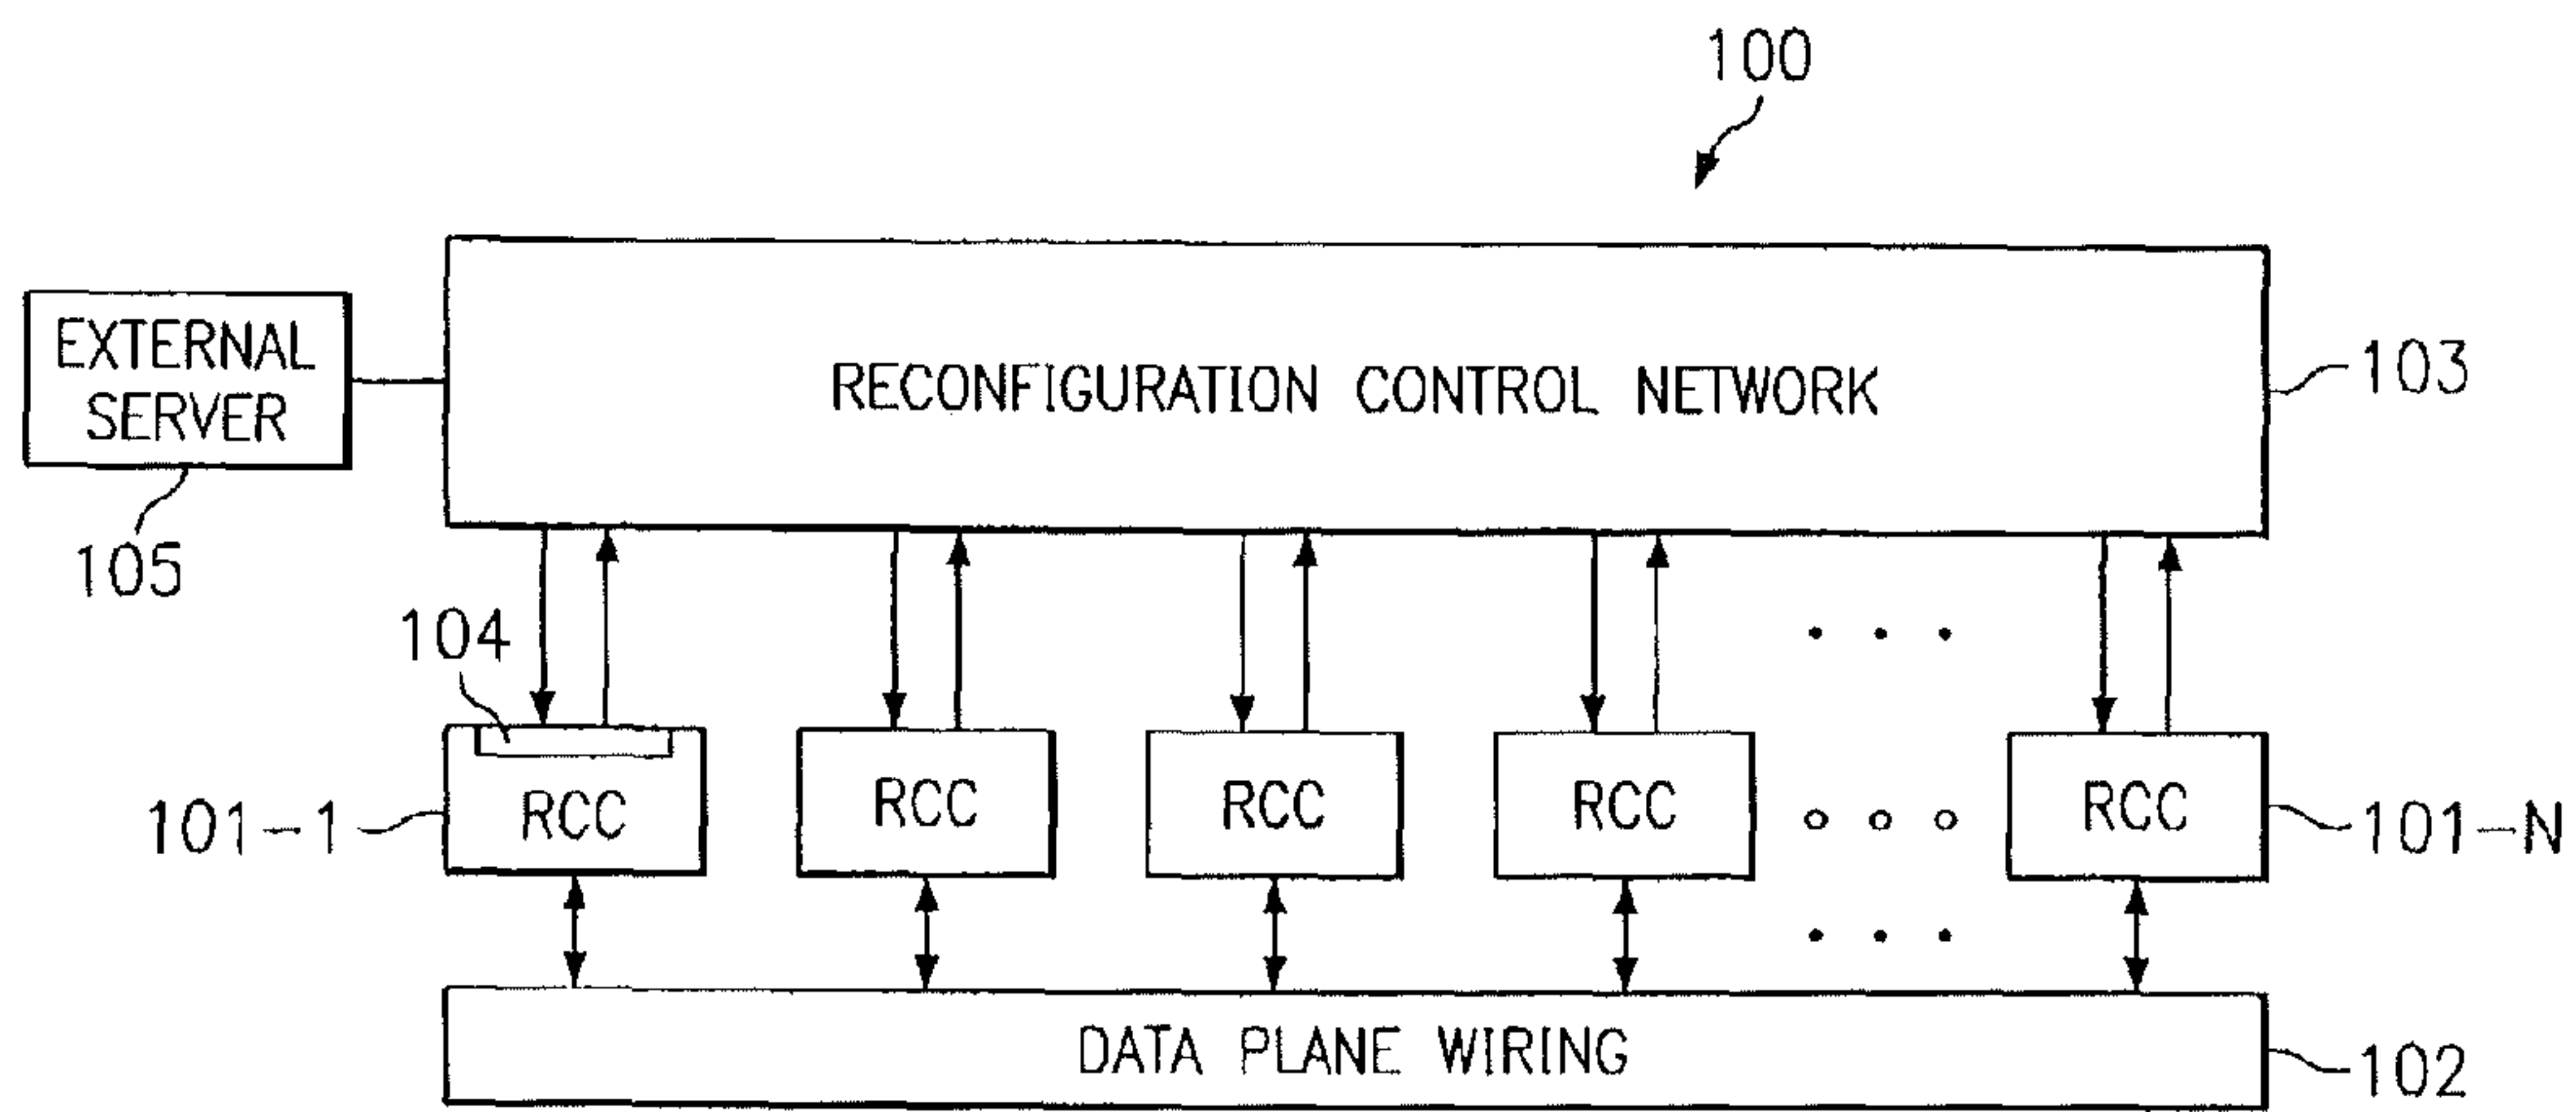 100
EXTERNAL
SERVER
RECONFIGURATION CONTROL NETWORK
103
105
104
101-1
RCC
RCC
RCC
RCC
RCC
101-N
DATA PLANE WIRING
102